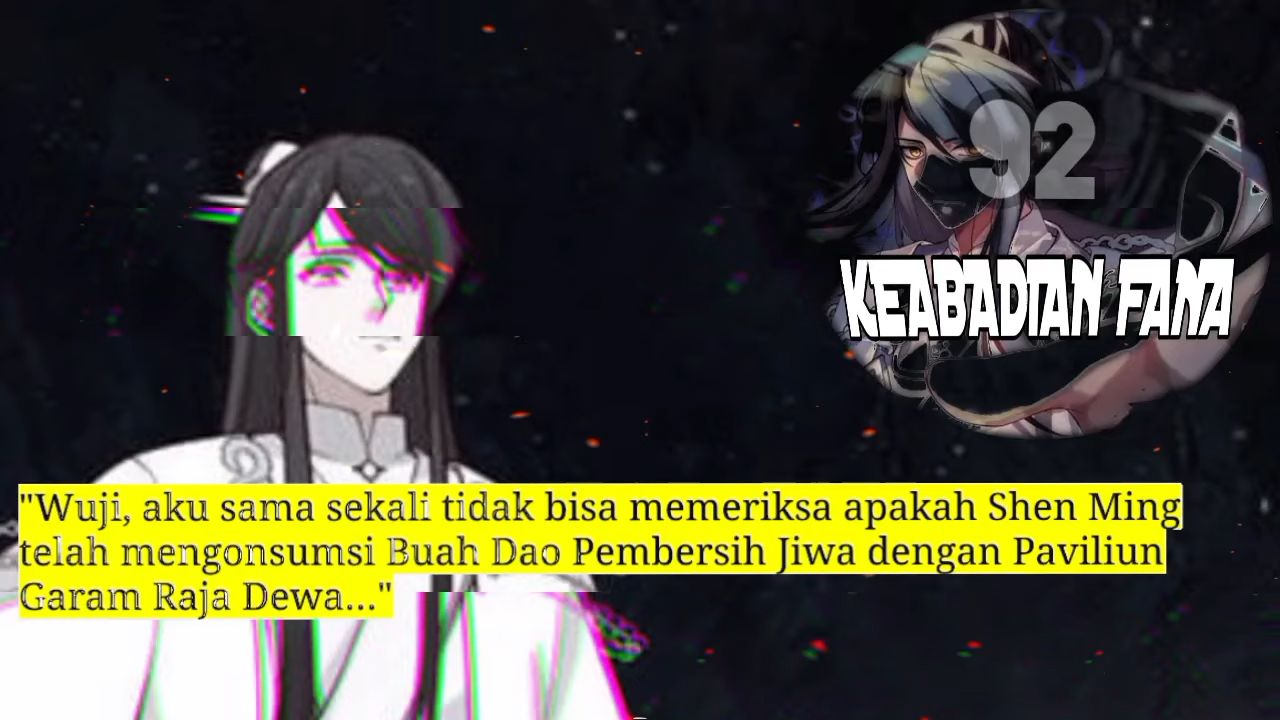 92
KEABADIAN FANA
"Wuji, aku sama sekali tidak bisa memeriksa apakah Shen Ming
telah mengonsumsi Buah Dao Pembersih Jiwa dengan Paviliun
Garam Raja Dewa..."